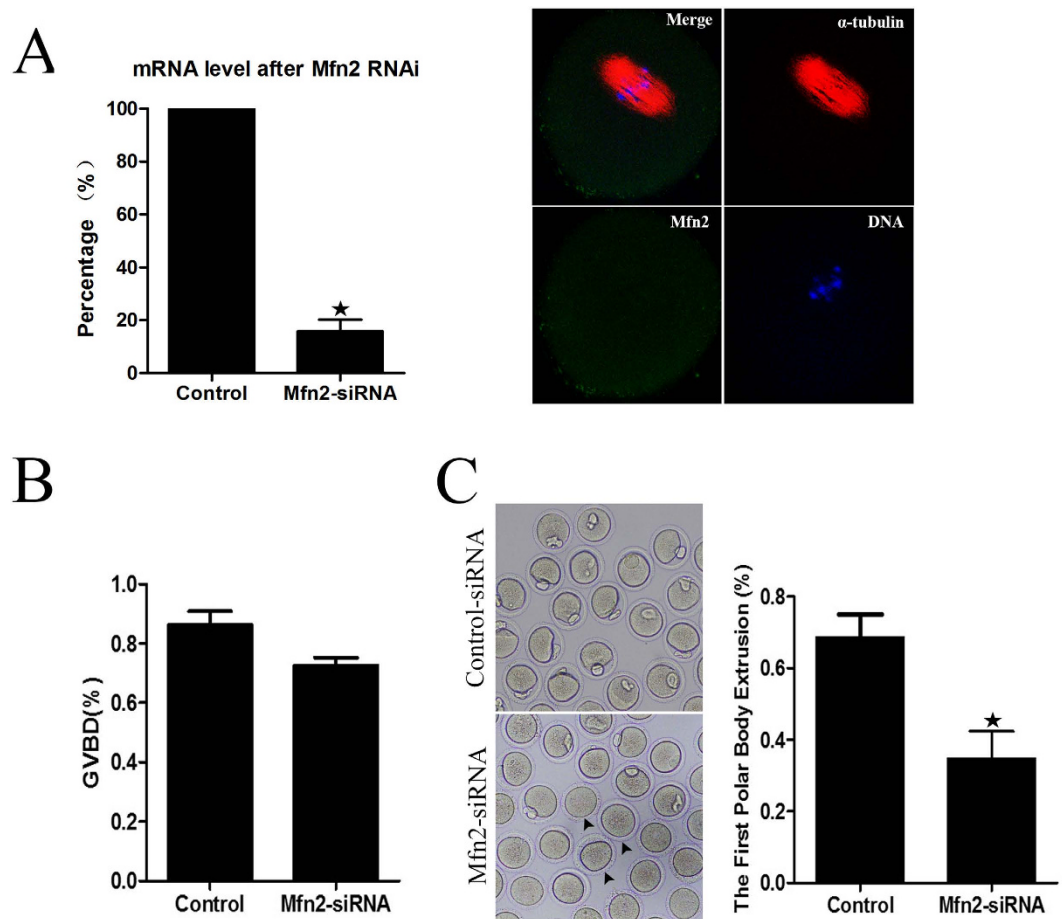 A
mRNA level after Mfn2 RNAi
Percentage (%)
100
80
60
40
20
0
★
Control
Mfn2-siRNA
Merge
α-tubulin
Mfn2
DNA
B
GVBD(%)
1.0
0.8
0.6
0.4
0.2
0.0
Control
Mfn2-siRNA
C
Control-siRNA
Mfn2-siRNA
The First Polar Body Extrusion (%)
0.8
0.6
0.4
0.2
0.0
★
Control
Mfn2-siRNA